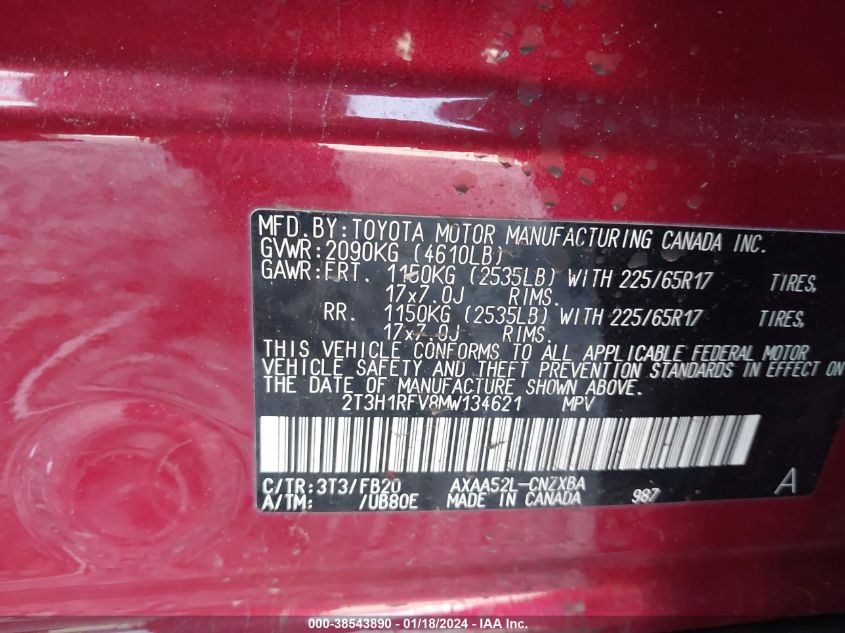 MFD. BY: TOYOTA MOTOR MANUFACTURING CANADA INC.
GVWR: 2090KG (4610LB)
GAWR: FRT. 1150KG (2535LB) WITH 225/65R17 TIRES,
17x7.0J RIMS.
RR. 1150KG (2535LB) WITH 225/65R17 TIRES,
17x7.0J RIMS.
THIS VEHICLE CONFORMS TO ALL APPLICABLE FEDERAL MOTOR
VEHICLE SAFETY AND THEFT PREVENTION STANDARDS IN EFFECT ON
THE DATE OF MANUFACTURE SHOWN ABOVE.
2T3H1RFV8MW134621 MPV
C/TR: 3T3/FB20 AXAA52L-CNZXBA A
A/TM: /UB80E MADE IN CANADA 987
000-38543890 - 01/18/2024 - IAA Inc.